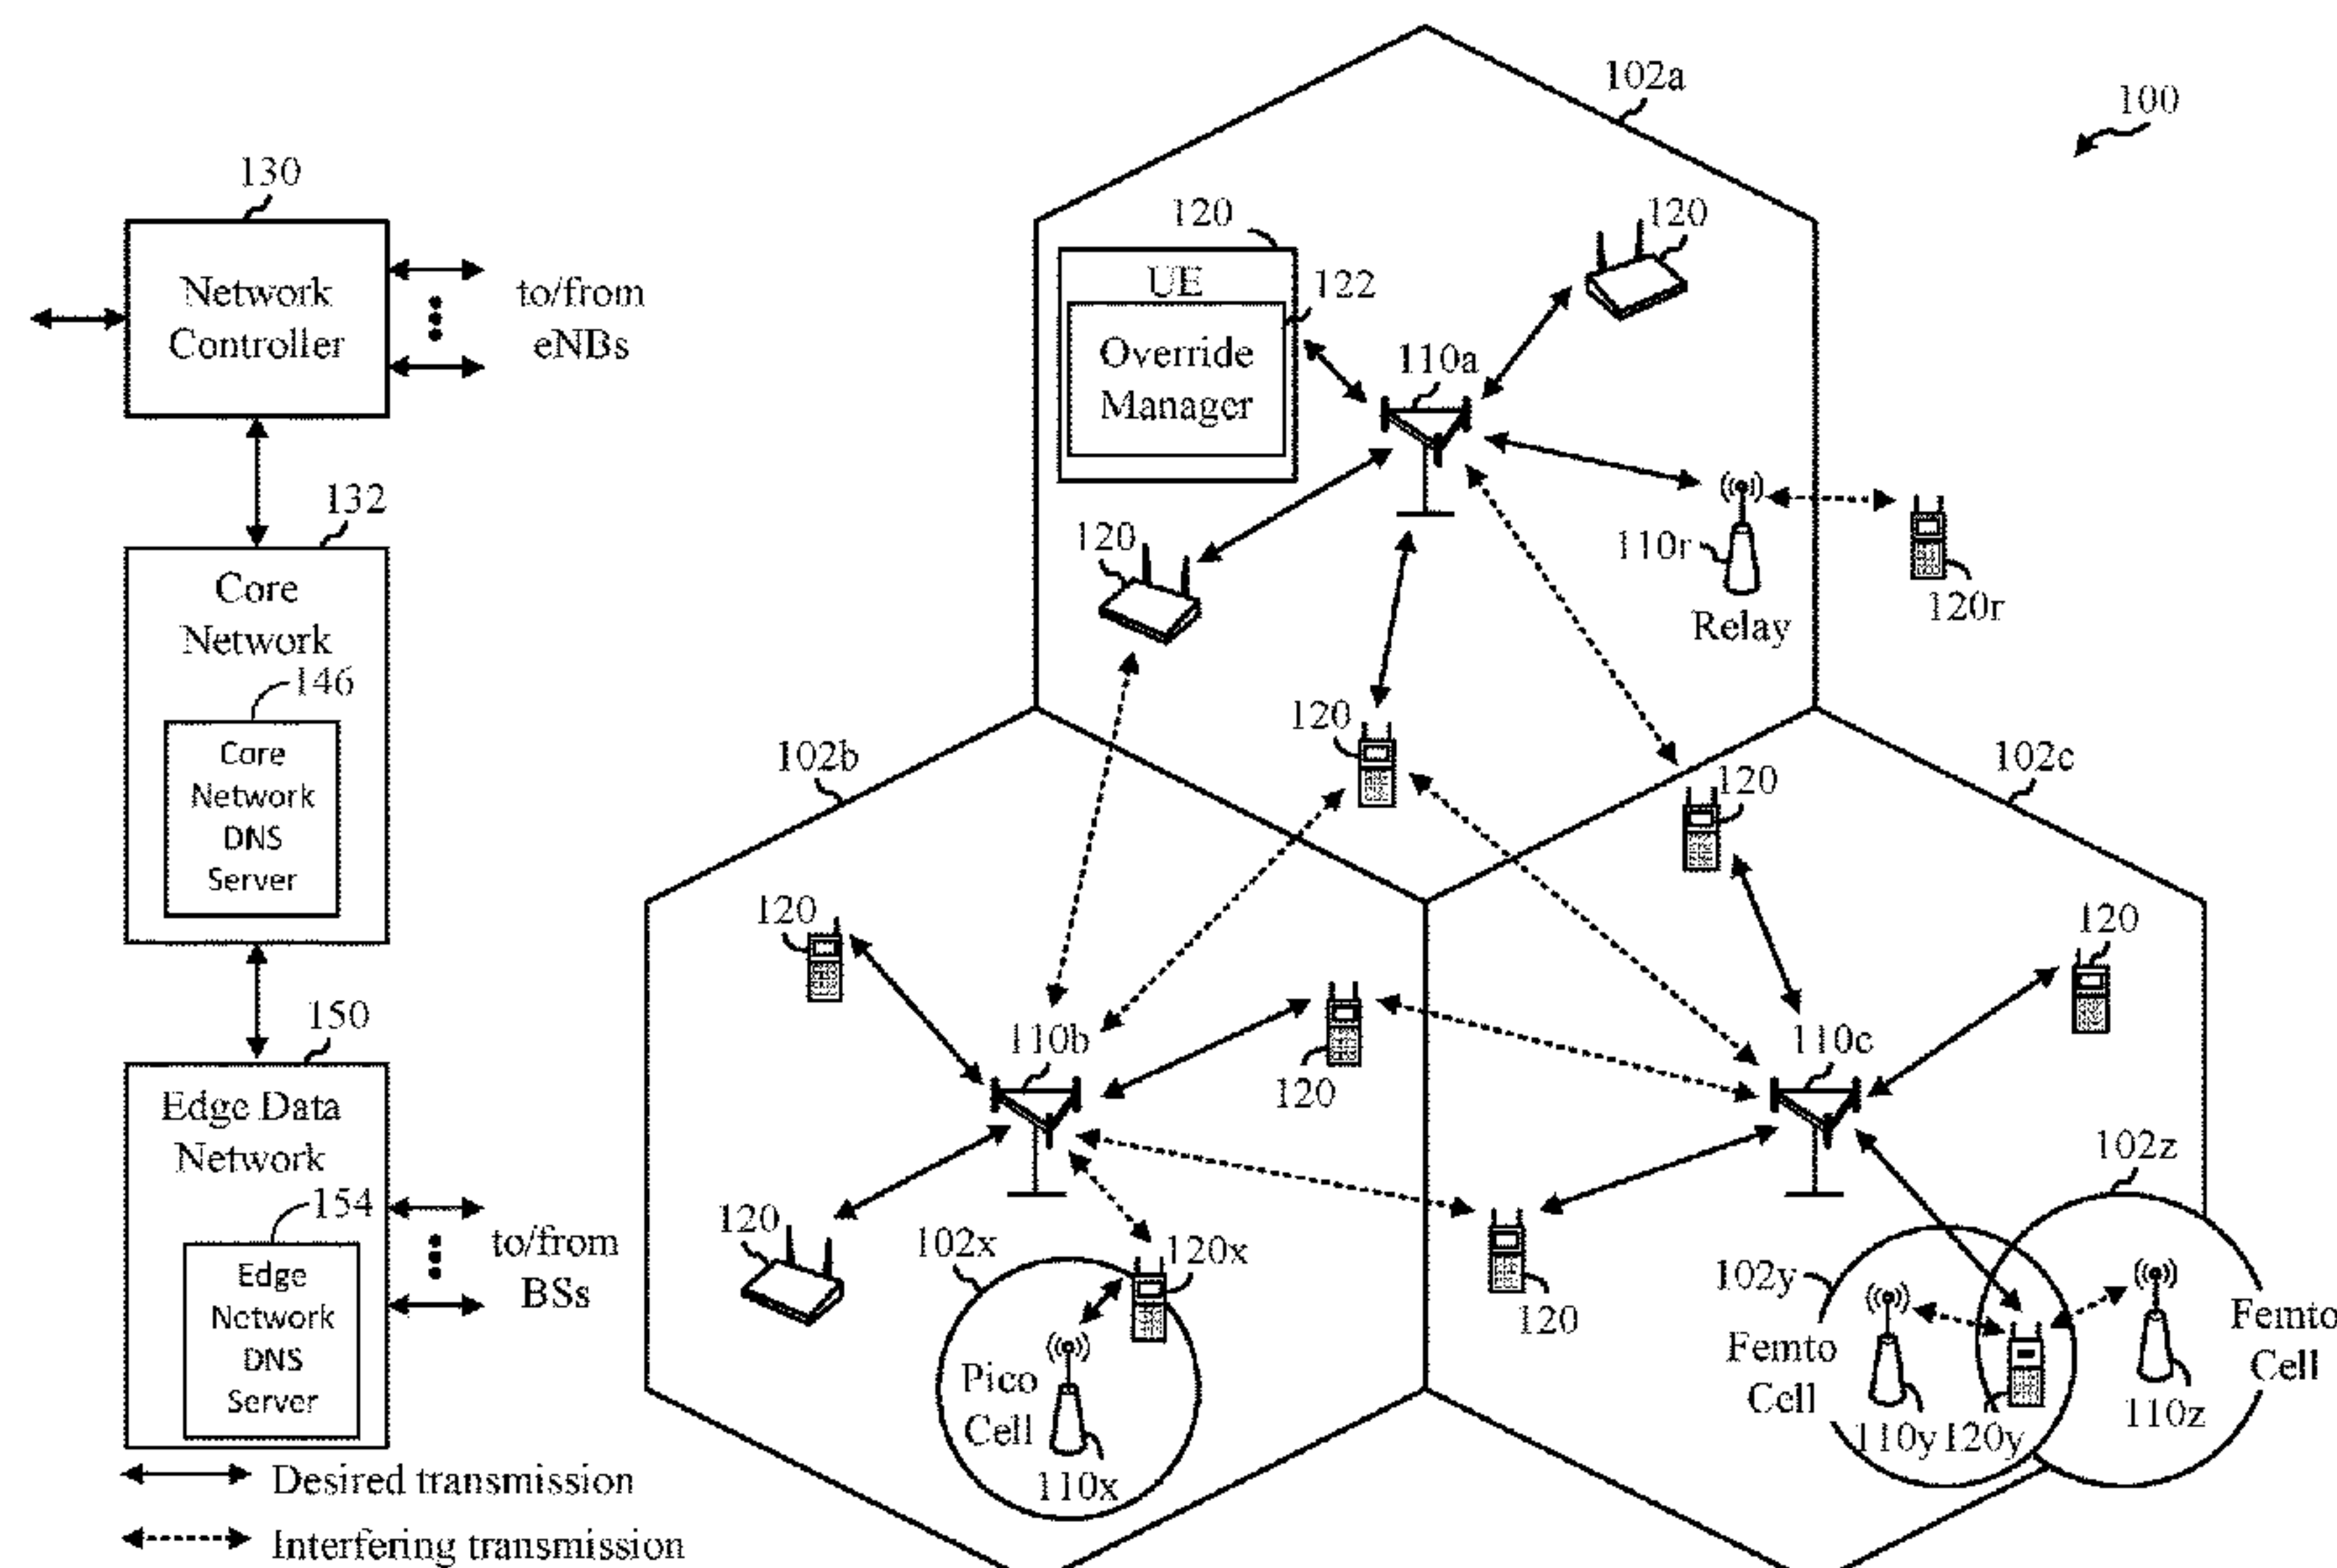 100
102a
130
Network
Controller
to/from
eNBs
120
UE
122
Override
Manager
120
110a
132
Core
Network
146
Core
Network
DNS
Server
120
110r
Relay
120r
120
120
102b
102c
120
120
120
110b
110c
150
Edge Data
Network
154
Edge
Network
DNS
Server
to/from
BSs
120
102x
120x
Pico
Cell
110x
120
102z
102y
Femto
Cell
110y
120y
110z
Femto
Cell
Desired transmission
Interfering transmission